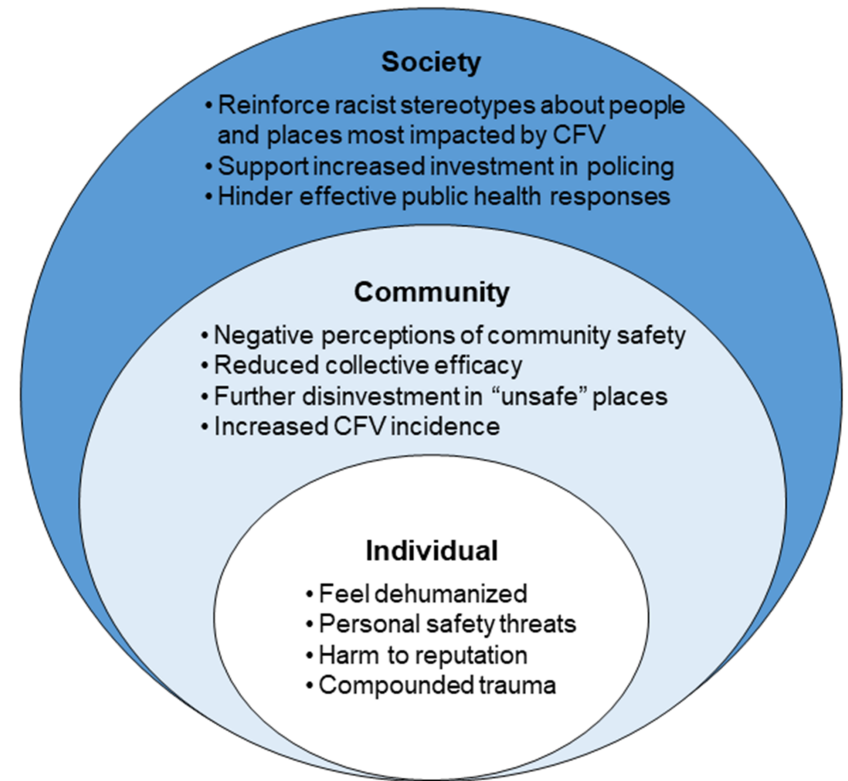 Society
• Reinforce racist stereotypes about people
and places most impacted by CFV
• Support increased investment in policing
• Hinder effective public health responses
Community
• Negative perceptions of community safety
• Reduced collective efficacy
• Further disinvestment in “unsafe” places
• Increased CFV incidence
Individual
• Feel dehumanized
• Personal safety threats
• Harm to reputation
• Compounded trauma